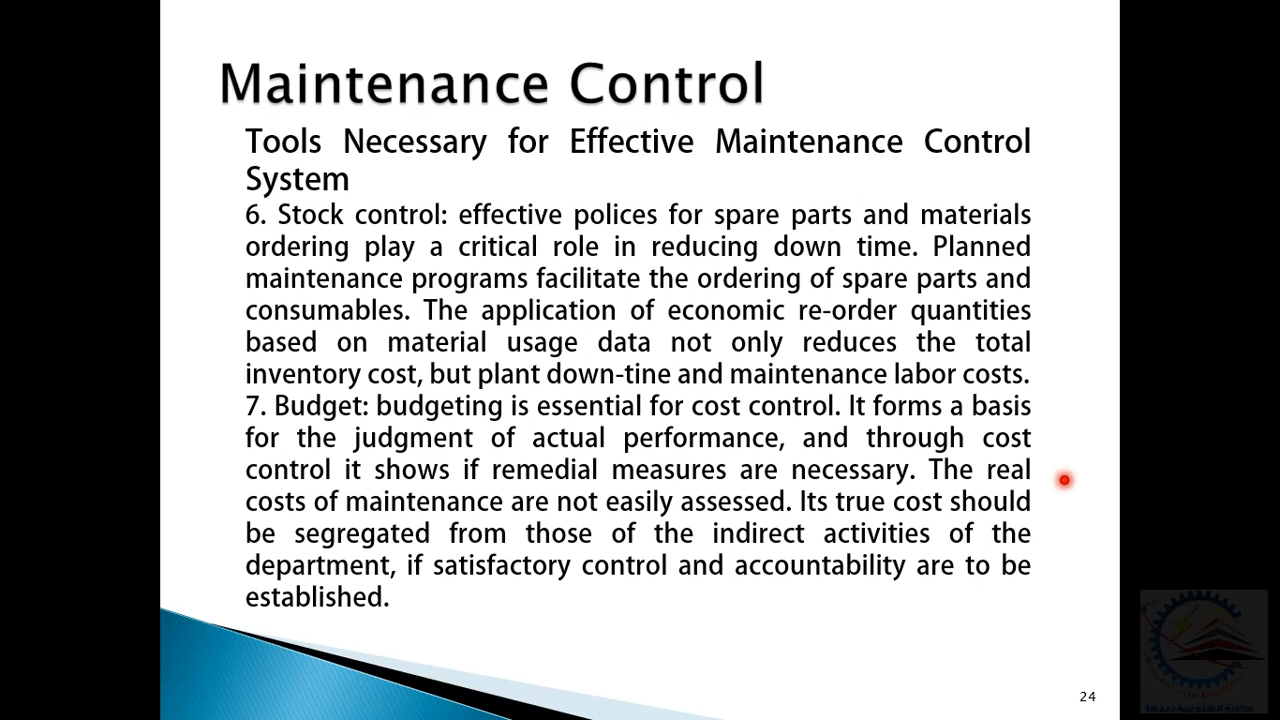 Maintenance Control
Tools Necessary for Effective Maintenance Control
System
6. Stock control: effective polices for spare parts and materials
ordering play a critical role in reducing down time. Planned
maintenance programs facilitate the ordering of spare parts and
consumables. The application of economic re-order quantities
based on material usage data not only reduces the total
inventory cost, but plant down-tine and maintenance labor costs.
7. Budget: budgeting is essential for cost control. It forms a basis
for the judgment of actual performance, and through cost
control it shows if remedial measures are necessary. The real
costs of maintenance are not easily assessed. Its true cost should
be segregated from those of the indirect activities of the
department, if satisfactory control and accountability are to be
established.
24